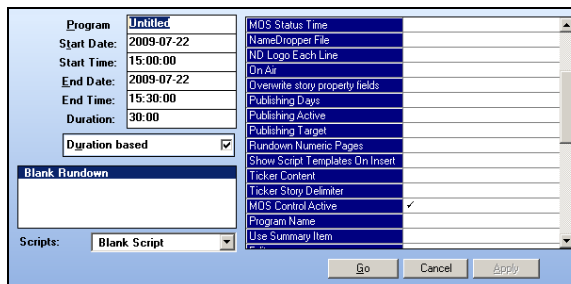 Program Untitled
Start Date: 2009-07-22
Start Time: 15:00:00
End Date: 2009-07-22
End Time: 15:30:00
Duration: 30:00
Duration based
Blank Rundown
Scripts: Blank Script
MOS Status Time
NameDropper File
ND Logo Each Line
On Air
Overwrite story property fields
Publishing Days
Publishing Active
Publishing Target
Rundown Numeric Pages
Show Script Templates On Insert
Ticker Content
Ticker Story Delimiter
MOS Control Active
Program Name
Use Summary Item
Go Cancel Apply